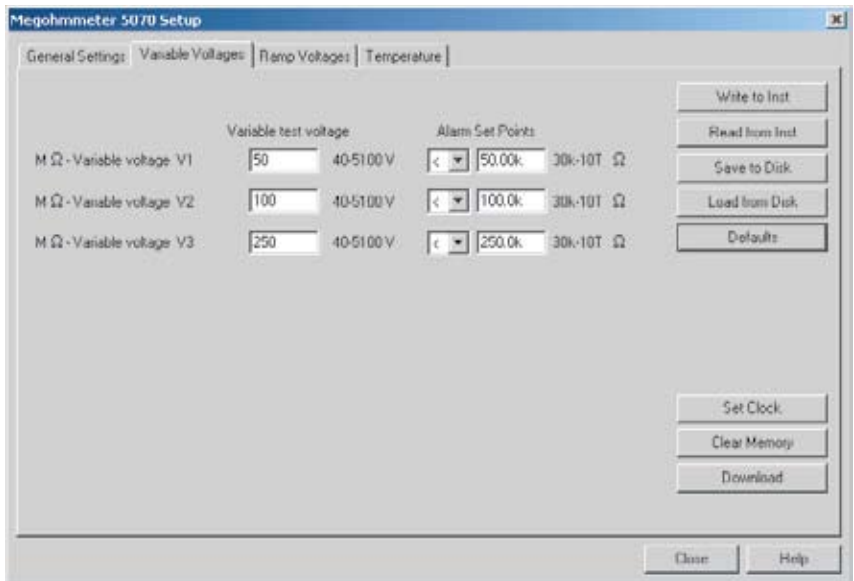 Megohmmeter 5070 Setup
General Settings Variable Voltages Ramp Voltages Temperature
Write to Inst.
Variable test voltage Alarm Set Points Read from Inst.
M Ω - Variable voltage V1 50 40-5100 V < 50.00k 30k-10T Ω
Save to Disk
M Ω - Variable voltage V2 100 40-5100 V < 100.0k 30k-10T Ω
Load from Disk
M Ω - Variable voltage V3 250 40-5100 V < 250.0k 30k-10T Ω
Defaults
Set Clock
Clear Memory
Download
Close Help